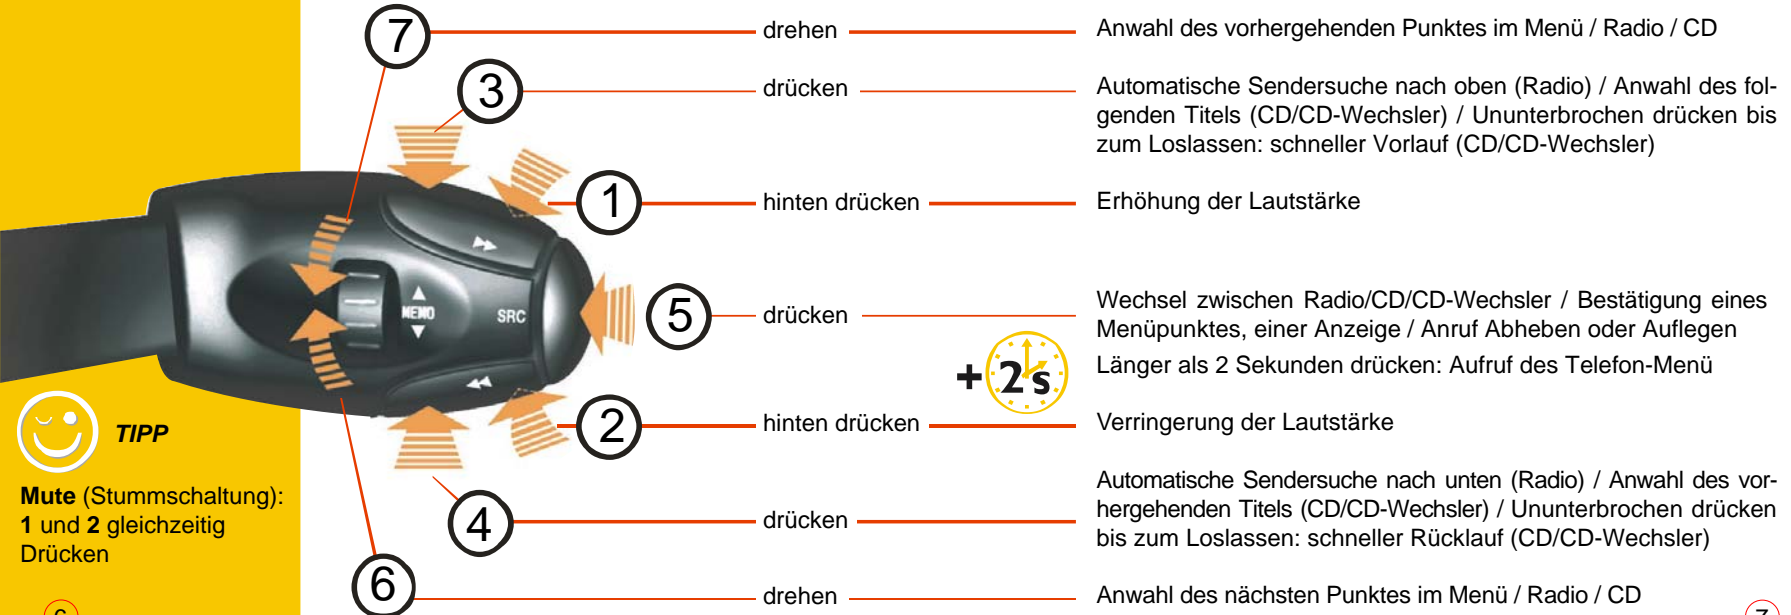 7
drehen
Anwahl des vorhergehenden Punktes im Menü / Radio / CD
3
drücken
Automatische Sendersuche nach oben (Radio) / Anwahl des fol-
genden Titels (CD/CD-Wechsler) / Ununterbrochen drücken bis
zum Loslassen: schneller Vorlauf (CD/CD-Wechsler)
1
hinten drücken
Erhöhung der Lautstärke
MEMO
SRC
5
drücken
Wechsel zwischen Radio/CD/CD-Wechsler / Bestätigung eines
Menüpunktes, einer Anzeige / Anruf Abheben oder Auflegen
+ 2's
Länger als 2 Sekunden drücken: Aufruf des Telefon-Menü
2
hinten drücken
Verringerung der Lautstärke
4
drücken
Automatische Sendersuche nach unten (Radio) / Anwahl des vor-
hergehenden Titels (CD/CD-Wechsler) / Ununterbrochen drücken
bis zum Loslassen: schneller Rücklauf (CD/CD-Wechsler)
6
drehen
Anwahl des nächsten Punktes im Menü / Radio / CD
TIPP
Mute (Stummschaltung):
1 und 2 gleichzeitig
Drücken
6
7